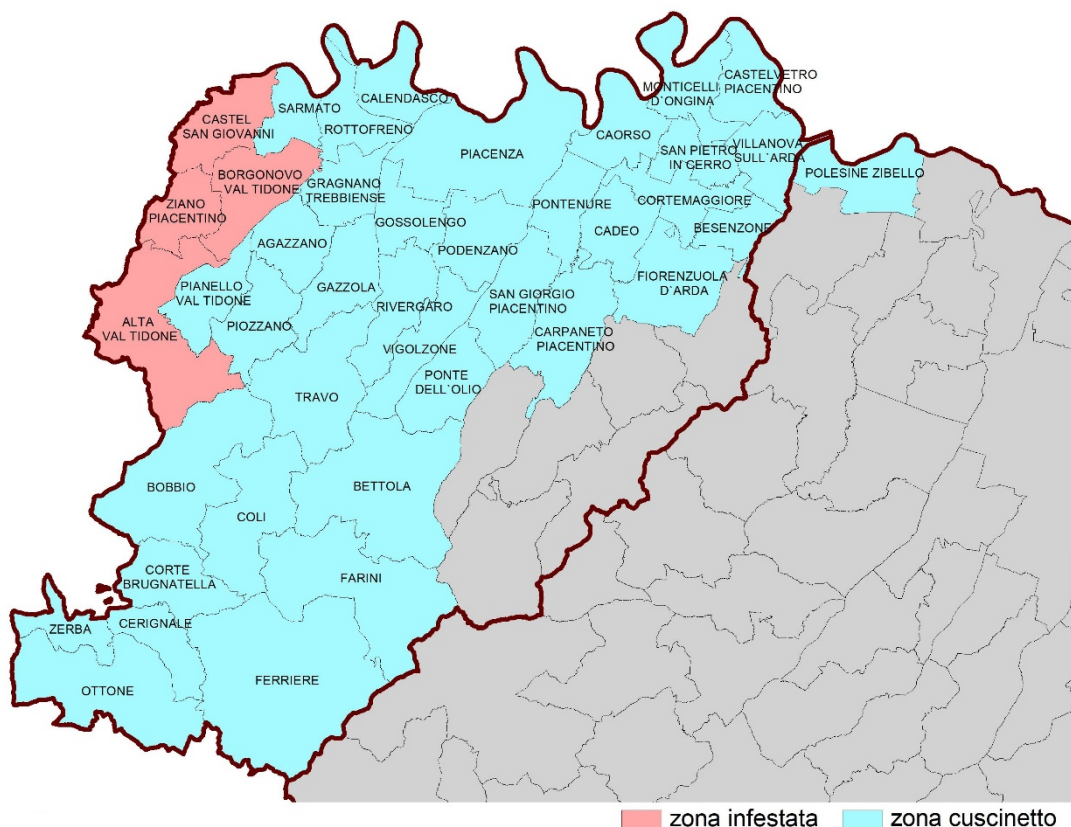 MONTICELLI
D`ONGINA
CASTELVETRO
PIACENTINO
CALENDASCO
SARMATO
CASTEL
SAN GIOVANNI
ROTTOFRENO
CAORSO
PIACENZA
SAN PIETRO
IN CERRO
VILLANOVA
SULL`ARDA
POLESINE ZIBELLO
BORGONOVO
VAL TIDONE
GRAGNANO
TREBBIENSE
ZIANO
PIACENTINO
GOSSOLENGO
PONTENURE
CORTEMAGGIORE
CADEO
BESENZONE
AGAZZANO
PODENZANO
FIORENZUOLA
D`ARDA
PIANELLO
VAL TIDONE
GAZZOLA
RIVERGARO
SAN GIORGIO
PIACENTINO
ALTA
VAL TIDONE
PIOZZANO
CARPANETO
PIACENTINO
VIGOLZONE
PONTE
DELL`OLIO
TRAVO
BOBBIO
BETTOLA
COLI
CORTE
BRUGNATELLA
FARINI
ZERBA
CERIGNALE
OTTONE
FERRIERE
zona infestata
zona cuscinetto